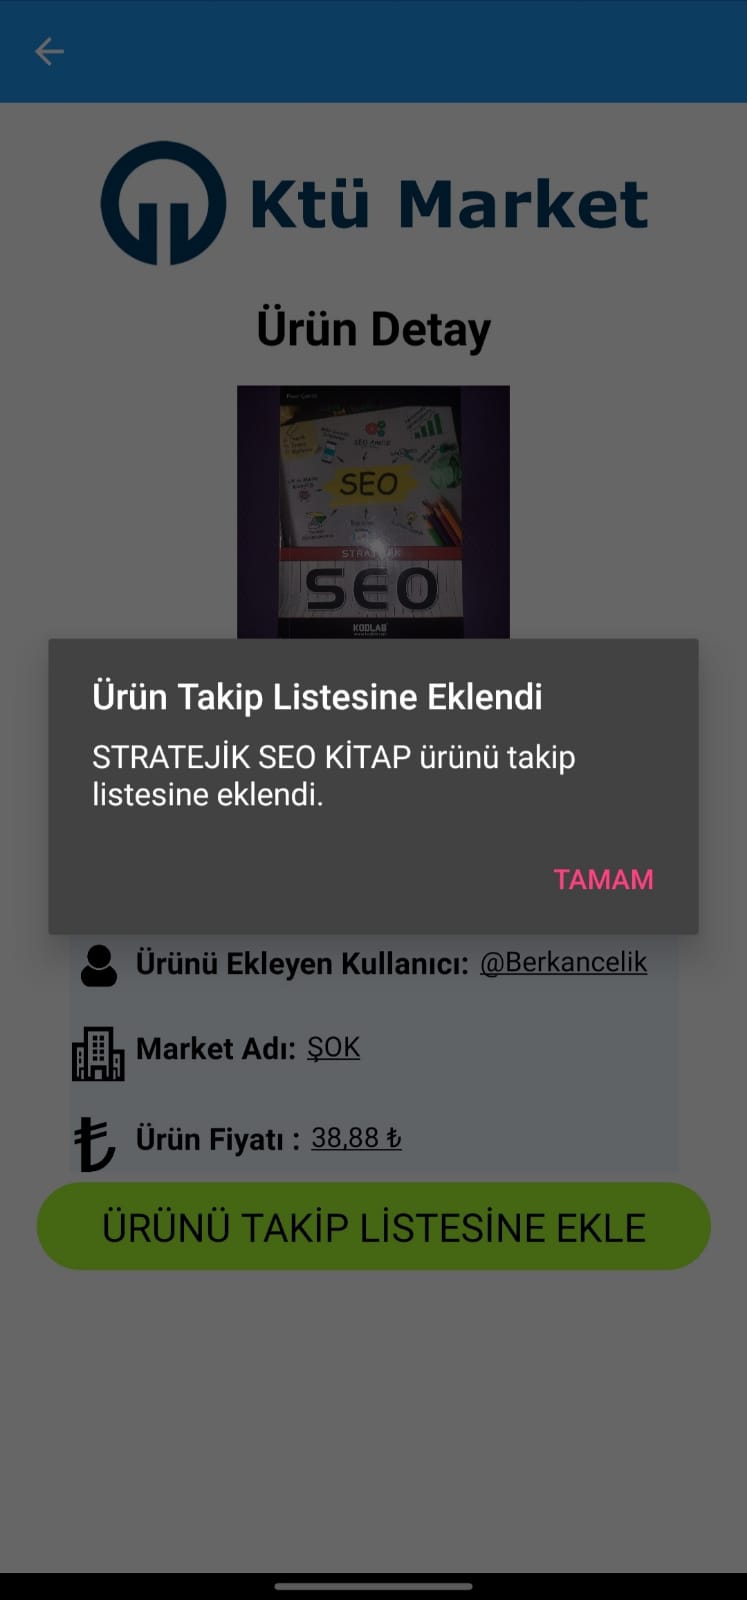 Ktü Market
Ürün Detay
SEO
STRATEJİK
SEO
KODLAB
Ürün Takip Listesine Eklendi
STRATEJİK SEO KİTAP ürünü takip
listesine eklendi.
TAMAM
Ürünü Ekleyen Kullanıcı: @Berkancelik
Market Adı: ŞOK
Ürün Fiyatı : 38,88 ₺
ÜRÜNÜ TAKİP LİSTESİNE EKLE